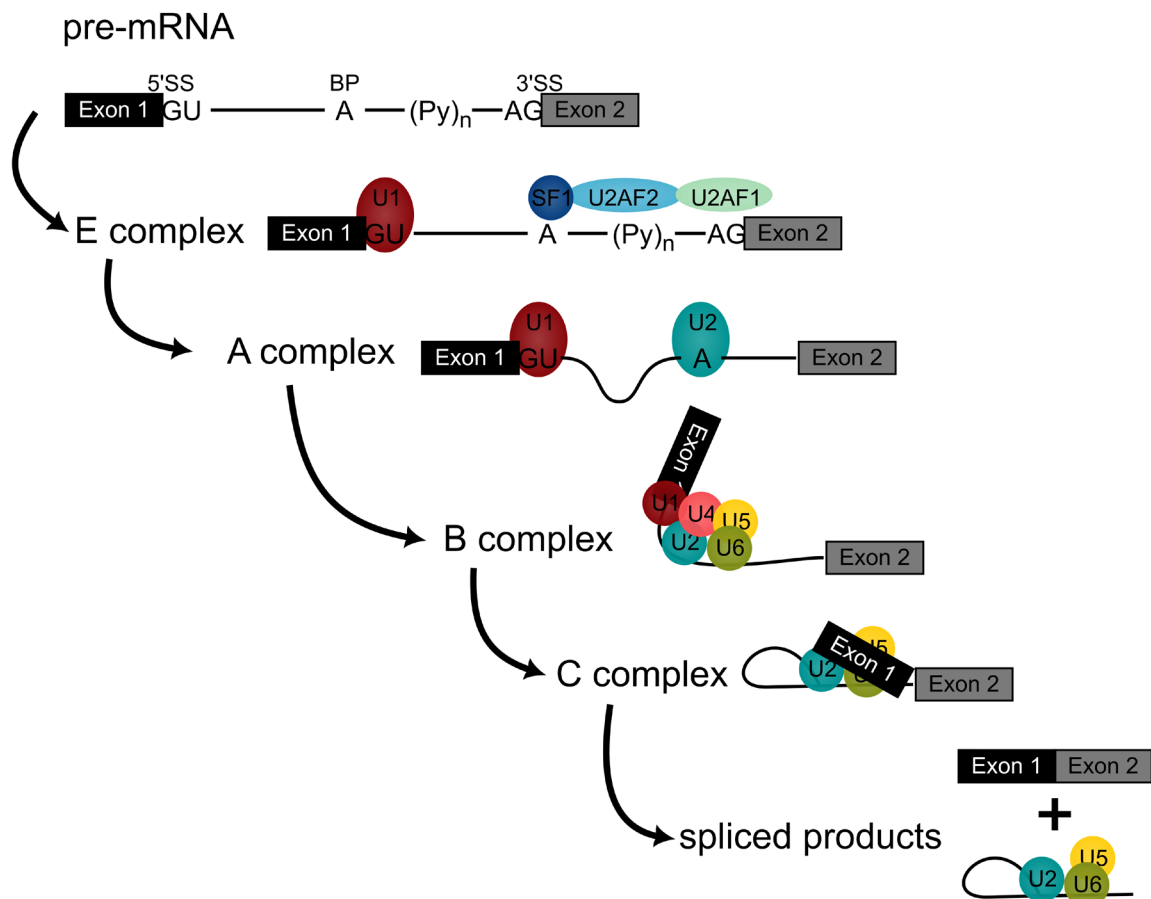 pre-mRNA
5'SS BP 3'SS
Exon 1 GU A (Py)n AG Exon 2
U1 SF1 U2AF2 U2AF1
E complex Exon 1 GU A (Py)n AG Exon 2
U1 U2
A complex Exon 1 GU A Exon 2
Exon
U1 U4 U5
B complex U2 U6 Exon 2
U5
C complex U2 Exon 1 Exon 2
Exon 1 Exon 2
+
spliced products
U5
U2 U6